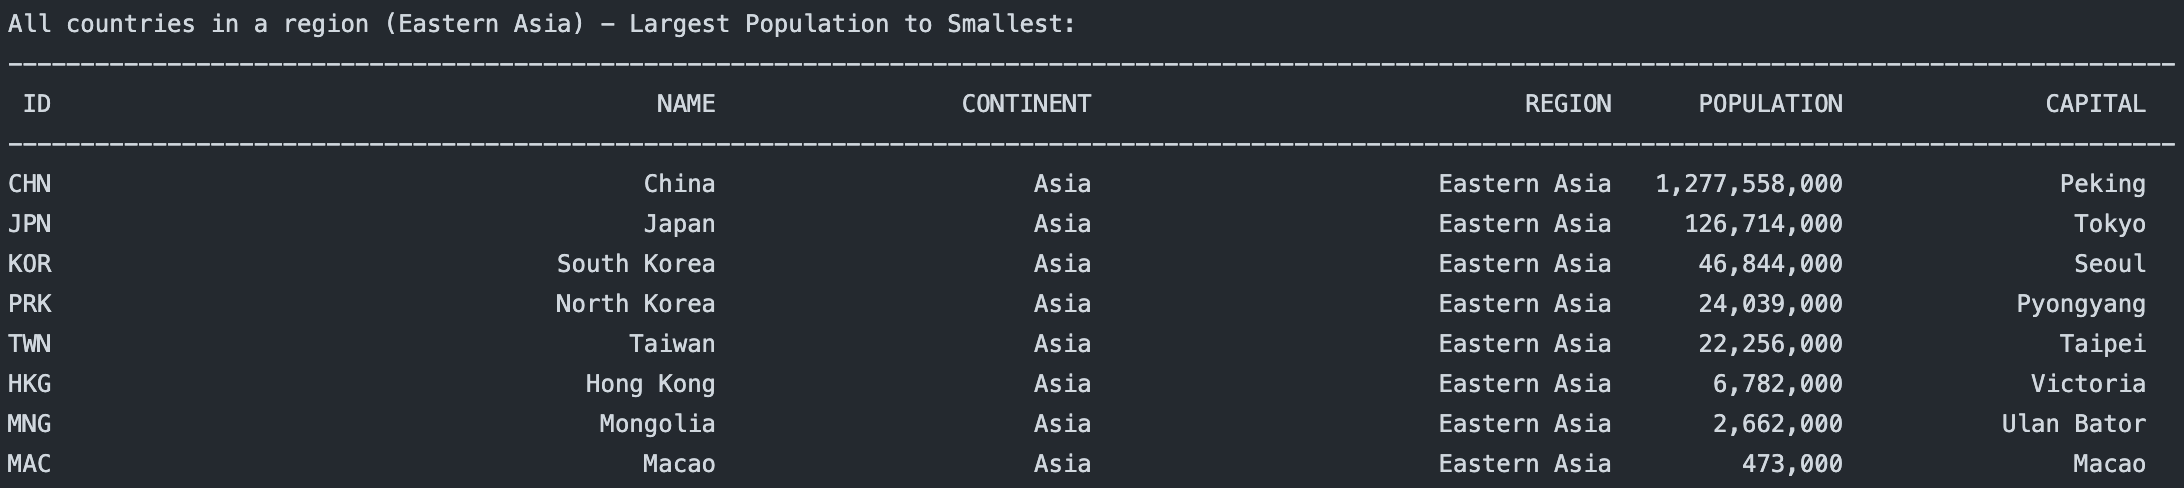 All countries in a region (Eastern Asia) – Largest Population to Smallest:
------------------------------------------------------------------------------------------------------------------------------------------------------
ID NAME CONTINENT REGION POPULATION CAPITAL
------------------------------------------------------------------------------------------------------------------------------------------------------
CHN China Asia Eastern Asia 1,277,558,000 Peking
JPN Japan Asia Eastern Asia 126,714,000 Tokyo
KOR South Korea Asia Eastern Asia 46,844,000 Seoul
PRK North Korea Asia Eastern Asia 24,039,000 Pyongyang
TWN Taiwan Asia Eastern Asia 22,256,000 Taipei
HKG Hong Kong Asia Eastern Asia 6,782,000 Victoria
MNG Mongolia Asia Eastern Asia 2,662,000 Ulan Bator
MAC Macao Asia Eastern Asia 473,000 Macao